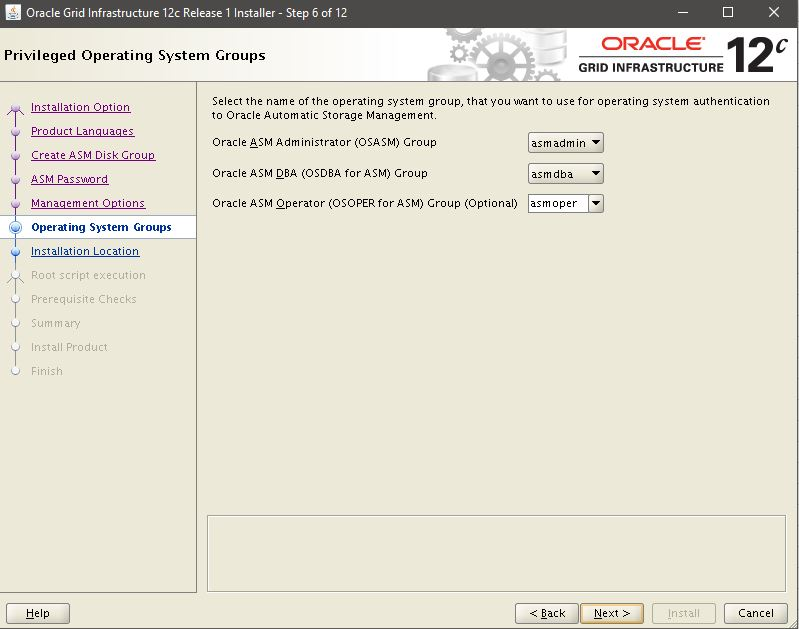 Oracle Grid Infrastructure 12c Release 1 Installer - Step 6 of 12
Privileged Operating System Groups
ORACLE®
GRID INFRASTRUCTURE
12c
Installation Option
Product Languages
Create ASM Disk Group
ASM Password
Management Options
Operating System Groups
Installation Location
Root script execution
Prerequisite Checks
Summary
Install Product
Finish
Select the name of the operating system group, that you want to use for operating system authentication
to Oracle Automatic Storage Management.
Oracle ASM Administrator (OSASM) Group asmadmin
Oracle ASM DBA (OSDBA for ASM) Group asmdba
Oracle ASM Operator (OSOPER for ASM) Group (Optional) asmoper
Help
< Back
Next >
Install
Cancel